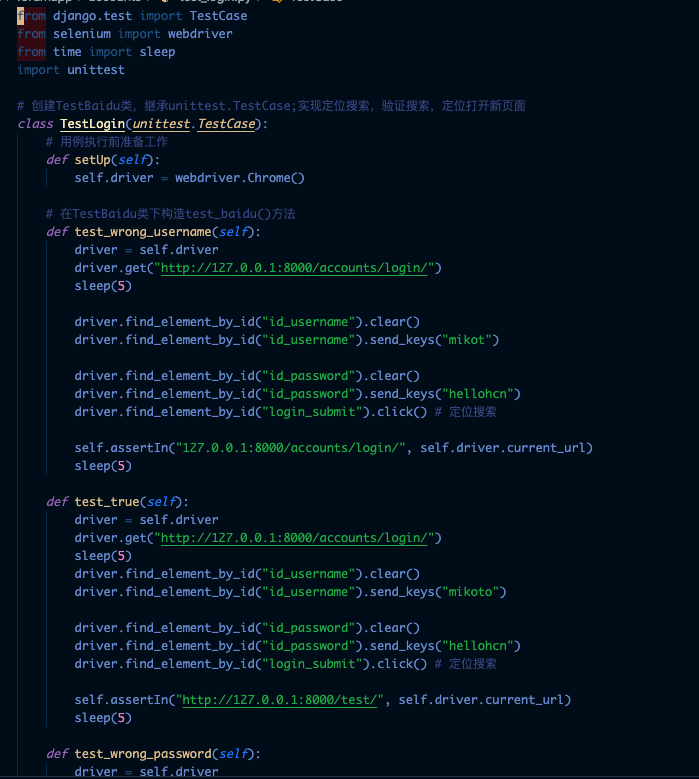 from django.test import TestCase
from selenium import webdriver
from time import sleep
import unittest
# 创建TestBaidu类，继承unittest.TestCase;实现定位搜索，验证搜索，定位打开新页面
class TestLogin(unittest.TestCase):
# 用例执行前准备工作
def setUp(self):
self.driver = webdriver.Chrome()
# 在TestBaidu类下构造test_baidu()方法
def test_wrong_username(self):
driver = self.driver
driver.get("http://127.0.0.1:8000/accounts/login/")
sleep(5)
driver.find_element_by_id("id_username").clear()
driver.find_element_by_id("id_username").send_keys("mikot")
driver.find_element_by_id("id_password").clear()
driver.find_element_by_id("id_password").send_keys("hellohcn")
driver.find_element_by_id("login_submit").click() # 定位搜索
self.assertIn("127.0.0.1:8000/accounts/login/", self.driver.current_url)
sleep(5)
def test_true(self):
driver = self.driver
driver.get("http://127.0.0.1:8000/accounts/login/")
sleep(5)
driver.find_element_by_id("id_username").clear()
driver.find_element_by_id("id_username").send_keys("mikoto")
driver.find_element_by_id("id_password").clear()
driver.find_element_by_id("id_password").send_keys("hellohcn")
driver.find_element_by_id("login_submit").click() # 定位搜索
self.assertIn("http://127.0.0.1:8000/test/", self.driver.current_url)
sleep(5)
def test_wrong_password(self):
driver = self.driver